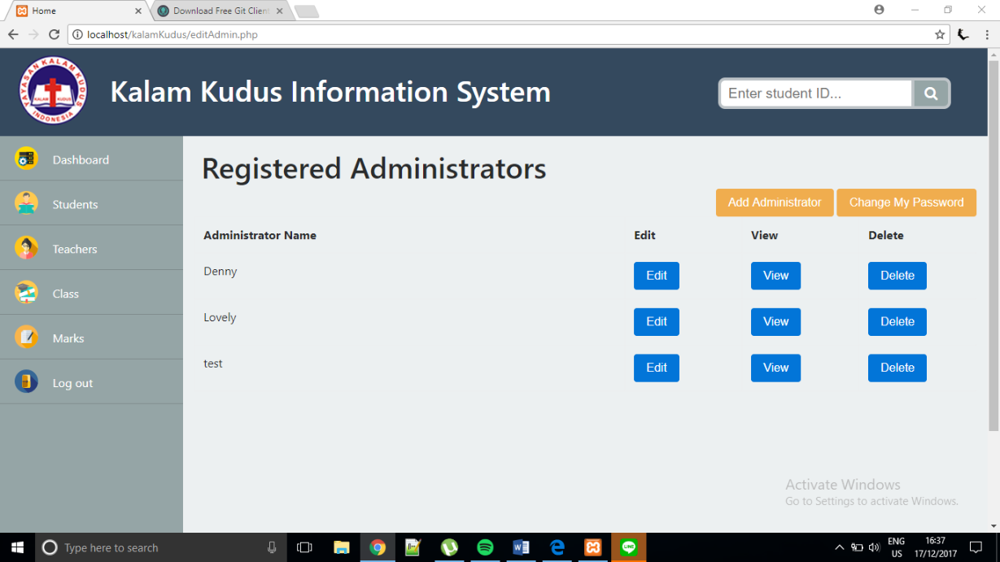 Home
Download Free Git Client
localhost/kalamKudus/editAdmin.php
YAYASAN KALAM KUDUS
KALAM KUDUS
INDONESIA
Kalam Kudus Information System
Enter student ID...
Dashboard
Students
Teachers
Class
Marks
Log out
Registered Administrators
Add Administrator Change My Password
Administrator Name Edit View Delete
Denny Edit View Delete
Lovely Edit View Delete
test Edit View Delete
Activate Windows
Go to Settings to activate Windows.
Type here to search
ENG 16:37
US 17/12/2017